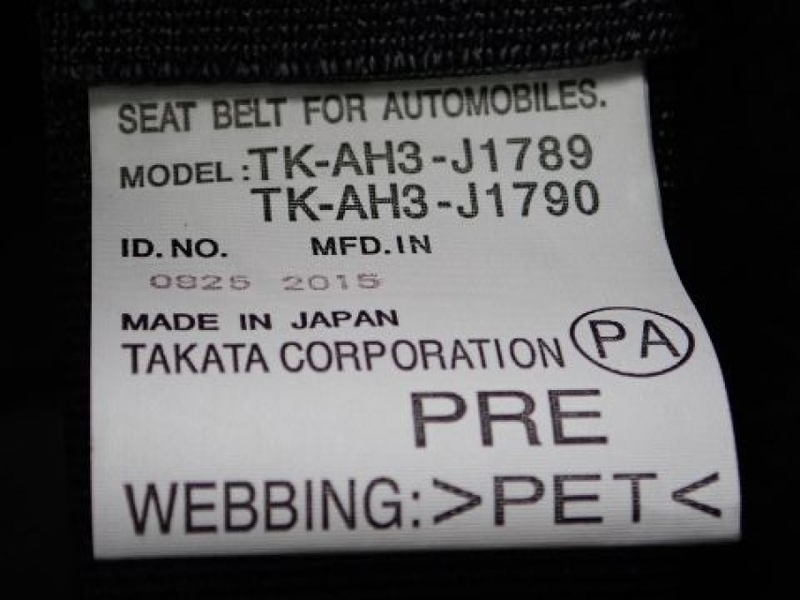 SEAT BELT FOR AUTOMOBILES.
MODEL:TK-AH3-J1789
TK-AH3-J1790
ID.NO. MFD.IN
0925 2015
MADE IN JAPAN
TAKATA CORPORATION PA
PRE
WEBBING:>PET<